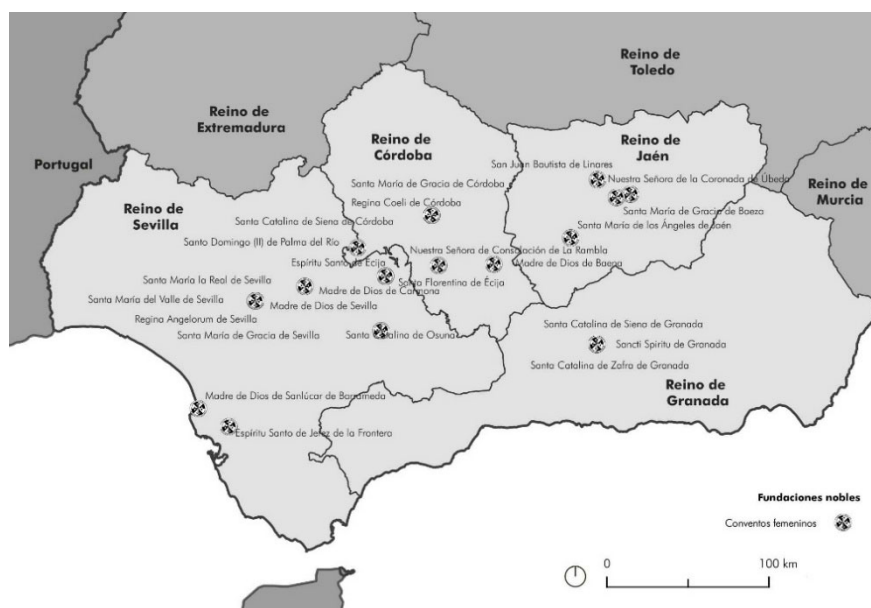 Reino de
Toledo
Reino de
Extremadura
Reino de
Córdoba
Reino de
Jaén
San Juan Bautista de Linares
Portugal
Nuestra Señora de la Coronada de Úbeda
Reino de
Murcia
Santa María de Gracia de Córdoba
Regina Coeli de Córdoba
Reino de
Sevilla
Santa María de Gracia de Baeza
Santa Catalina de Siena de Córdoba
Santa María de los Ángeles de Jaén
Santo Domingo (II) de Palma del Río
Nuestra Señora de Consolación de La Rambla
Espíritu Santo de Écija
Madre de Dios de Baena
Santa María la Real de Sevilla
Santa Florentina de Écija
Madre de Dios de Carmona
Santa María del Valle de Sevilla
Madre de Dios de Sevilla
Regina Angelorum de Sevilla
Santa María de Gracia de Sevilla
Santa Catalina de Osuna
Santa Catalina de Siena de Granada
Sancti Spiritu de Granada
Santa Catalina de Zafra de Granada
Reino de
Granada
Madre de Dios de Sanlúcar de Barrameda
Espíritu Santo de Jerez de la Frontera
Fundaciones nobles
Conventos femeninos
0
100 km